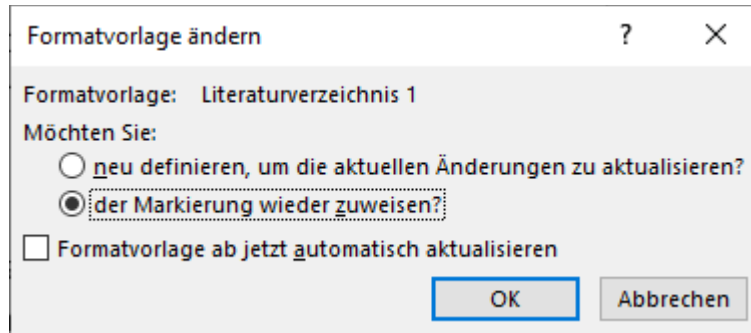 Formatvorlage ändern ?
Formatvorlage: Literaturverzeichnis 1
Möchten Sie:
neu definieren, um die aktuellen Änderungen zu aktualisieren?
der Markierung wieder zuweisen?
Formatvorlage ab jetzt automatisch aktualisieren
OK Abbrechen